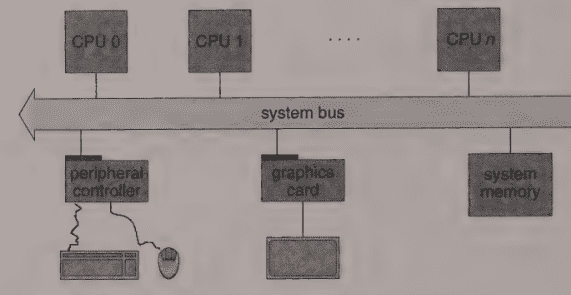 CPU 0
CPU 1
....
CPU n
system bus
peripheral
controller
graphics
card
system
memory